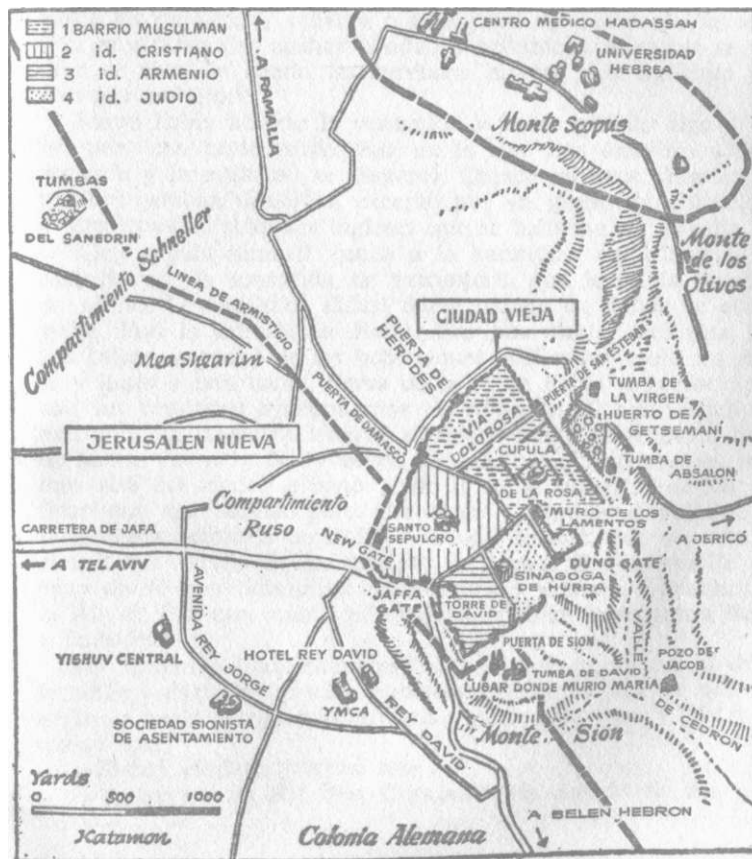 1 BARRIO MUSULMAN
2 id. CRISTIANO
3 id. ARMENIO
4 id. JUDIO
A RAMALLA
CENTRO MEDICO HADASSAH
UNIVERSIDAD
HEBREA
Monte Scopus
TUMBAS
DEL SANEDRIN
Compartamiento Schneller
Monte
de los
Olivos
LINEA DE ARMISTICIO
CIUDAD VIEJA
PUERTA DE
HERODES
Mea Shearim
PUERTA DE SAN ESTEBAN
TUMBA DE
LA VIRGEN
HUERTO DE
GETSEMANÍ
PUERTA DE DAMASCO
VIA
DOLOROSA
JERUSALEN NUEVA
CUPULA
DE LA ROSA
TUMBA DE
ABSALON
Compartimiento
Ruso
SANTO
SEPULCRO
MURO DE LOS
LAMENTOS
A JERICÓ
CARRETERA DE JAFA
NEW GATE
DUNG GATE
A TEL AVIV
SINAGOGA
DE HURRA
JAFFA
GATE
TORRE DE
DAVID
AVENIDA
REY JORGE
YISHUV CENTRAL
HOTEL REY DAVID
PUERTA DE SION
VALLE
DE CEDRON
POZO DE
JACOB
TUMBA DE DAVID
LUGAR DONDE MURIO MARIA
SOCIEDAD SIONISTA
DE ASENTAMIENTO
YMCA
REY DAVID
Monte Sión
Yards
0 500 1000
Katamon
Colonia Alemana
A BELEN HEBRON